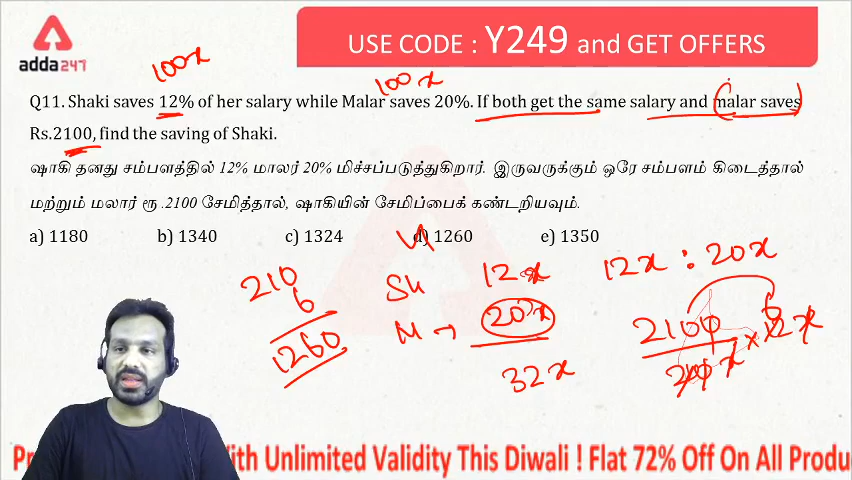 USE CODE : Y249 and GET OFFERS
adda247
100x
100x
Q11. Shaki saves 12% of her salary while Malar saves 20%. If both get the same salary and malar saves
Rs.2100, find the saving of Shaki.
ஷாகி தனது சம்பளத்தில் 12% மாலர் 20% மிச்சப்படுத்துகிறார். இருவருக்கும் ஒரே சம்பளம் கிடைத்தால்
மற்றும் மலார் ரூ .2100 சேமித்தால், ஷாகியின் சேமிப்பைக் கண்டறியவும்.
a) 1180 b) 1340 c) 1324 d) 1260 e) 1350
12x : 20x
210
6
1260
Sh 12x
M → 20x
32x
2100
12x
Pr With Unlimited Validity This Diwali ! Flat 72% Off On All Produ